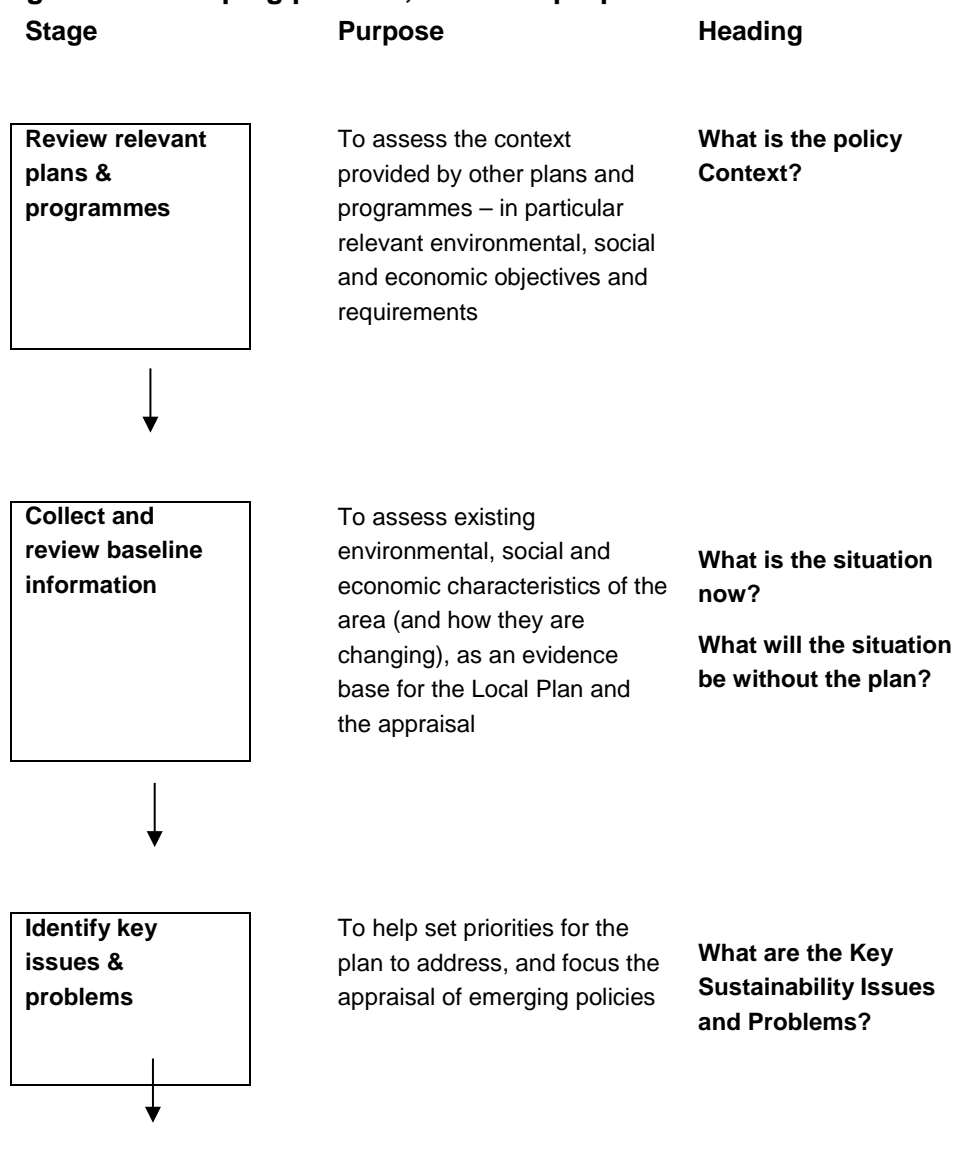 Stage Purpose Heading
Review relevant
plans &
programmes
To assess the context
provided by other plans and
programmes – in particular
relevant environmental, social
and economic objectives and
requirements
What is the policy
Context?
Collect and
review baseline
information
To assess existing
environmental, social and
economic characteristics of the
area (and how they are
changing), as an evidence
base for the Local Plan and
the appraisal
What is the situation
now?
What will the situation
be without the plan?
Identify key
issues &
problems
To help set priorities for the
plan to address, and focus the
appraisal of emerging policies
What are the Key
Sustainability Issues
and Problems?